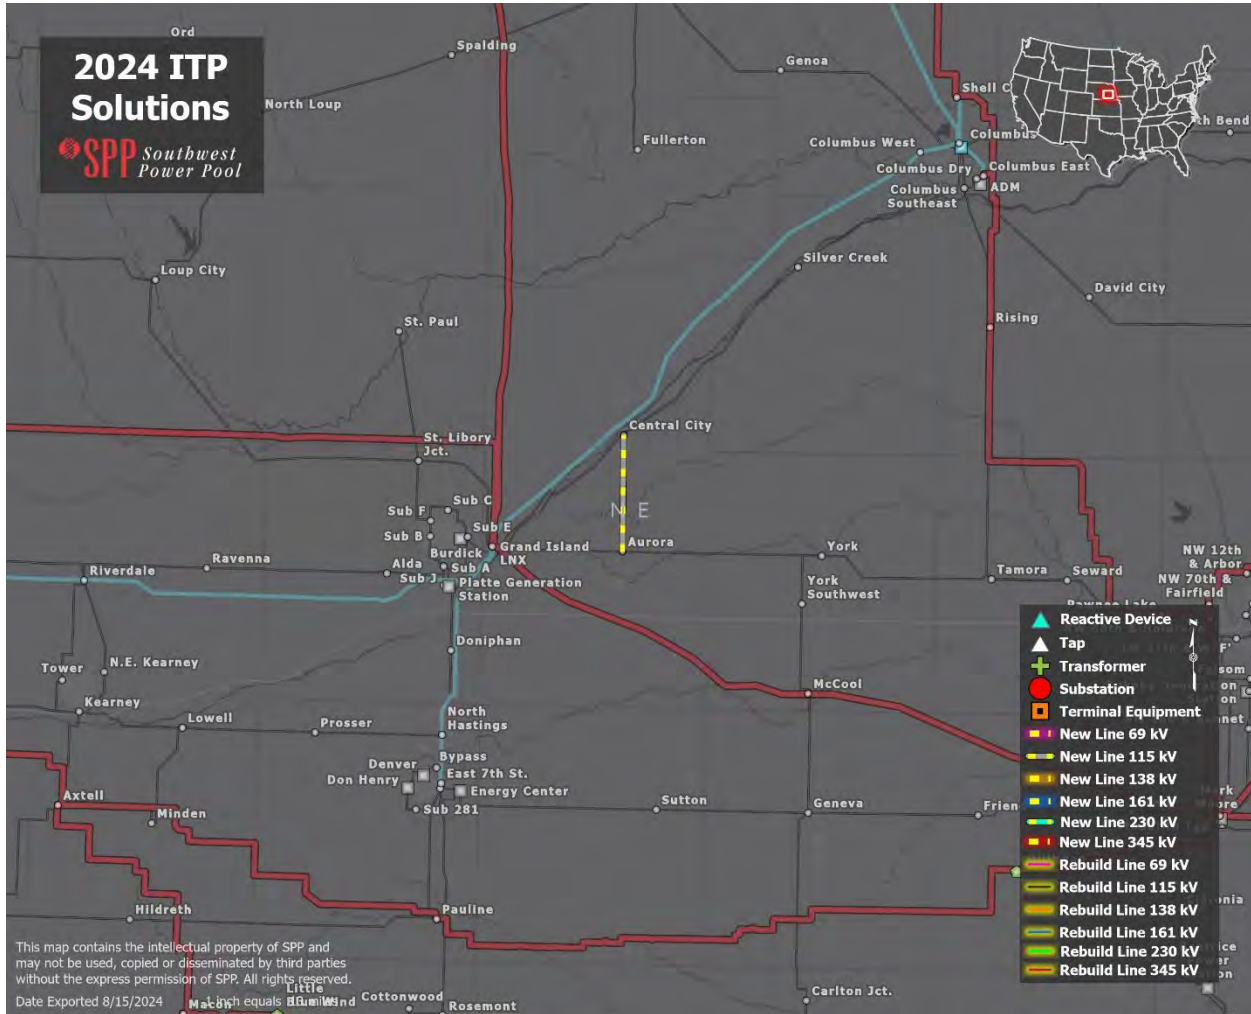 2024 ITP
Solutions
SPP Southwest
Power Pool
Ord
Spalding
North Loup
Genoa
Fullerton
Shell
Columbus
Columbus West
Columbus East
Columbus Dry
ADM
Columbus
Southeast
Bend
Loup City
Silver Creek
David City
St. Paul
Rising
Central City
St. Libory
Jct.
Sub C
Sub F
Sub E
Sub B
N E
Aurora
York
Burdick
Grand Island
LNX
Ravenna
Alda
Sub A
Sub J
Platte Generation
Station
Riverdale
York
Southwest
Tamora
Seward
NW 12th
& Arbor
NW 70th &
Fairfield
Pawnee Lake
Doniphan
Tower
N.E. Kearney
Kearney
Lowell
Prosser
North
Hastings
McCool
Denver
Bypass
Don Henry
East 7th St.
Energy Center
Sub 281
Sutton
Geneva
Axtell
Minden
Hildreth
Pauline
Macon
Little
Cottonwood
Rosemont
Carlton Jct.
Reactive Device
Tap
Transformer
Substation
Terminal Equipment
New Line 69 kV
New Line 115 kV
New Line 138 kV
New Line 161 kV
New Line 230 kV
New Line 345 kV
Rebuild Line 69 kV
Rebuild Line 115 kV
Rebuild Line 138 kV
Rebuild Line 161 kV
Rebuild Line 230 kV
Rebuild Line 345 kV
This map contains the intellectual property of SPP and
may not be used, copied or disseminated by third parties
without the express permission of SPP. All rights reserved.
Date Exported 8/15/2024
1 inch equals